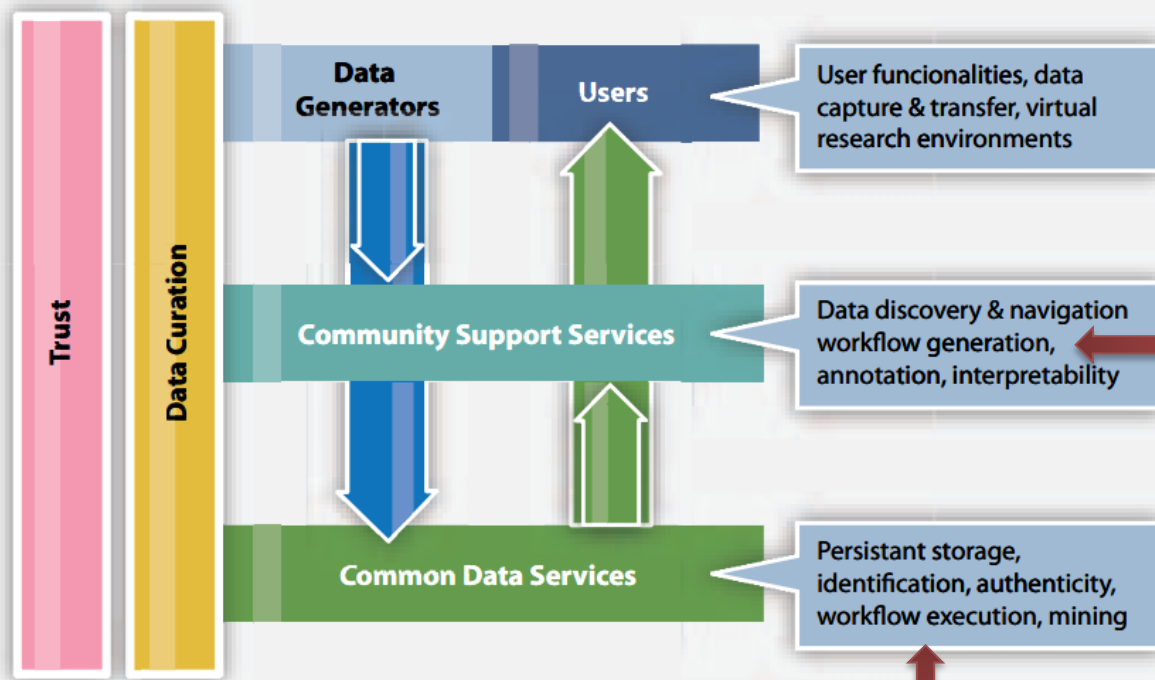 Trust
Data Curation
Data
Generators
Users
User funcionalities, data
capture & transfer, virtual
research environments
Community Support Services
Data discovery & navigation
workflow generation,
annotation, interpretability
Common Data Services
Persistant storage,
identification, authenticity,
workflow execution, mining